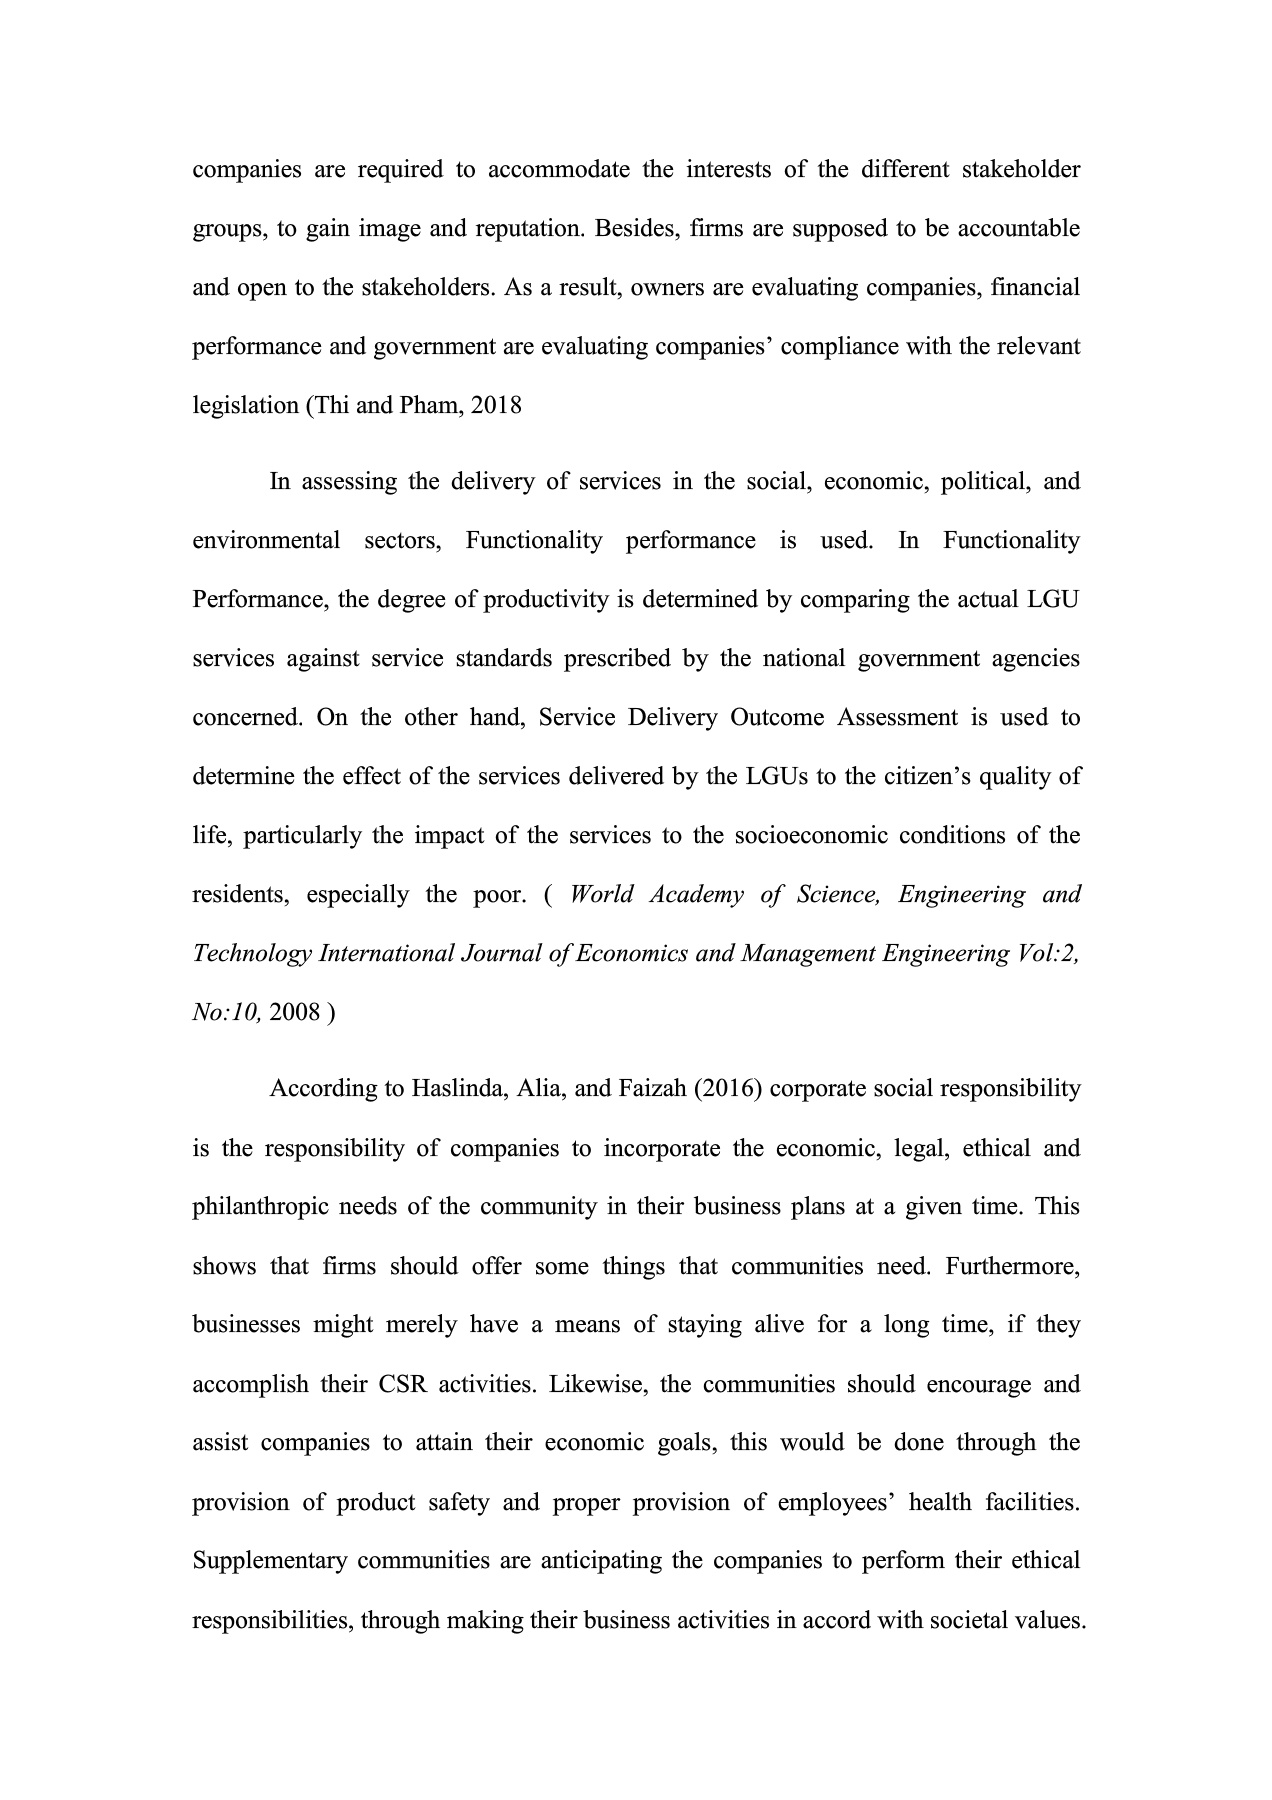 companies are required to accommodate the interests of the different stakeholder
groups, to gain image and reputation. Besides, firms are supposed to be accountable
and open to the stakeholders. As a result, owners are evaluating companies, financial
performance and government are evaluating companies’ compliance with the relevant
legislation (Thi and Pham, 2018
In assessing the delivery of services in the social, economic, political, and
environmental sectors, Functionality performance is used. In Functionality
Performance, the degree of productivity is determined by comparing the actual LGU
services against service standards prescribed by the national government agencies
concerned. On the other hand, Service Delivery Outcome Assessment is used to
determine the effect of the services delivered by the LGUs to the citizen’s quality of
life, particularly the impact of the services to the socioeconomic conditions of the
residents, especially the poor. ( World Academy of Science, Engineering and
Technology International Journal of Economics and Management Engineering Vol:2,
No:10, 2008 )
According to Haslinda, Alia, and Faizah (2016) corporate social responsibility
is the responsibility of companies to incorporate the economic, legal, ethical and
philanthropic needs of the community in their business plans at a given time. This
shows that firms should offer some things that communities need. Furthermore,
businesses might merely have a means of staying alive for a long time, if they
accomplish their CSR activities. Likewise, the communities should encourage and
assist companies to attain their economic goals, this would be done through the
provision of product safety and proper provision of employees’ health facilities.
Supplementary communities are anticipating the companies to perform their ethical
responsibilities, through making their business activities in accord with societal values.